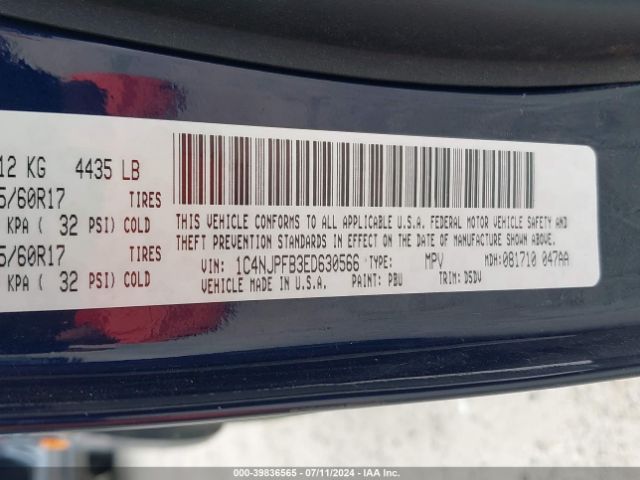 12 KG 4435 LB
5/60R17 TIRES
KPA ( 32 PSI) COLD
5/60R17 TIRES
KPA ( 32 PSI) COLD
THIS VEHICLE CONFORMS TO ALL APPLICABLE U.S.A. FEDERAL MOTOR VEHICLE SAFETY AND
THEFT PREVENTION STANDARDS IN EFFECT ON THE DATE OF MANUFACTURE SHOWN ABOVE.
VIN: 1C4NJPFB3ED630566 TYPE: MPV MDH: 081710 047AA
VEHICLE MADE IN U.S.A. PAINT: PBU TRIM: DSDV
000-39836565 / 07/11/2024 - IAA Inc.